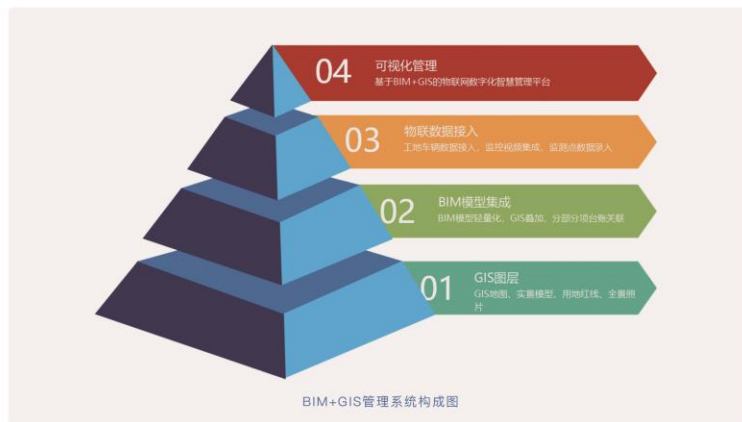 04
可视化管理
基于BIM+GIS的物联网数字化智慧管理平台
03
物联数据接入
工地车辆数据接入、监控视频集成、监测点数据录入
02
BIM模型集成
BIM模型轻量化、GIS叠加、分部分项台账关联
01
GIS图层
GIS地图、实景模型、用地红线、全景照
片
BIM+GIS管理系统构成图